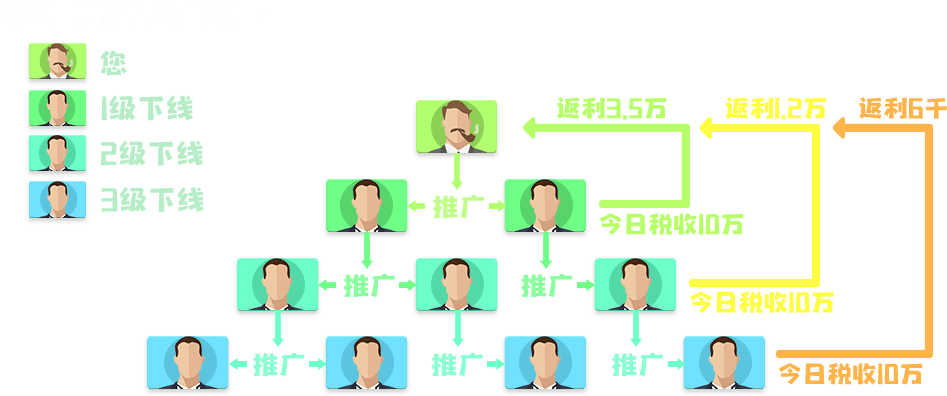 您
1级下线
2级下线
3级下线
返利3.5万
返利1.2万
返利6千
推广
今日税收10万
推广
推广
今日税收10万
推广
推广
推广
今日税收10万